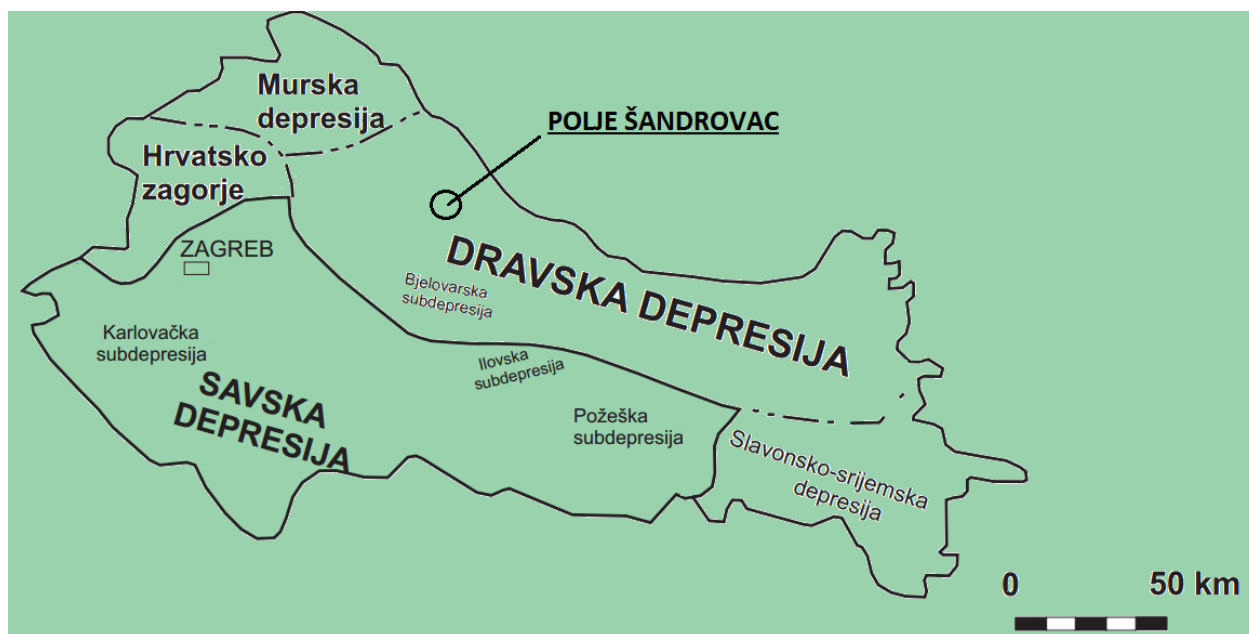 Murska
depresija
POLJE ŠANDROVAC
Hrvatsko
zagorje
ZAGREB
DRAVSKA DEPRESIJA
Bjelovarska
subdepresija
Karlovačka
subdepresija
Ilovska
subdepresija
SAVSKA
DEPRESIJA
Požeška
subdepresija
Slavonsko-srijemska
depresija
0 50 km